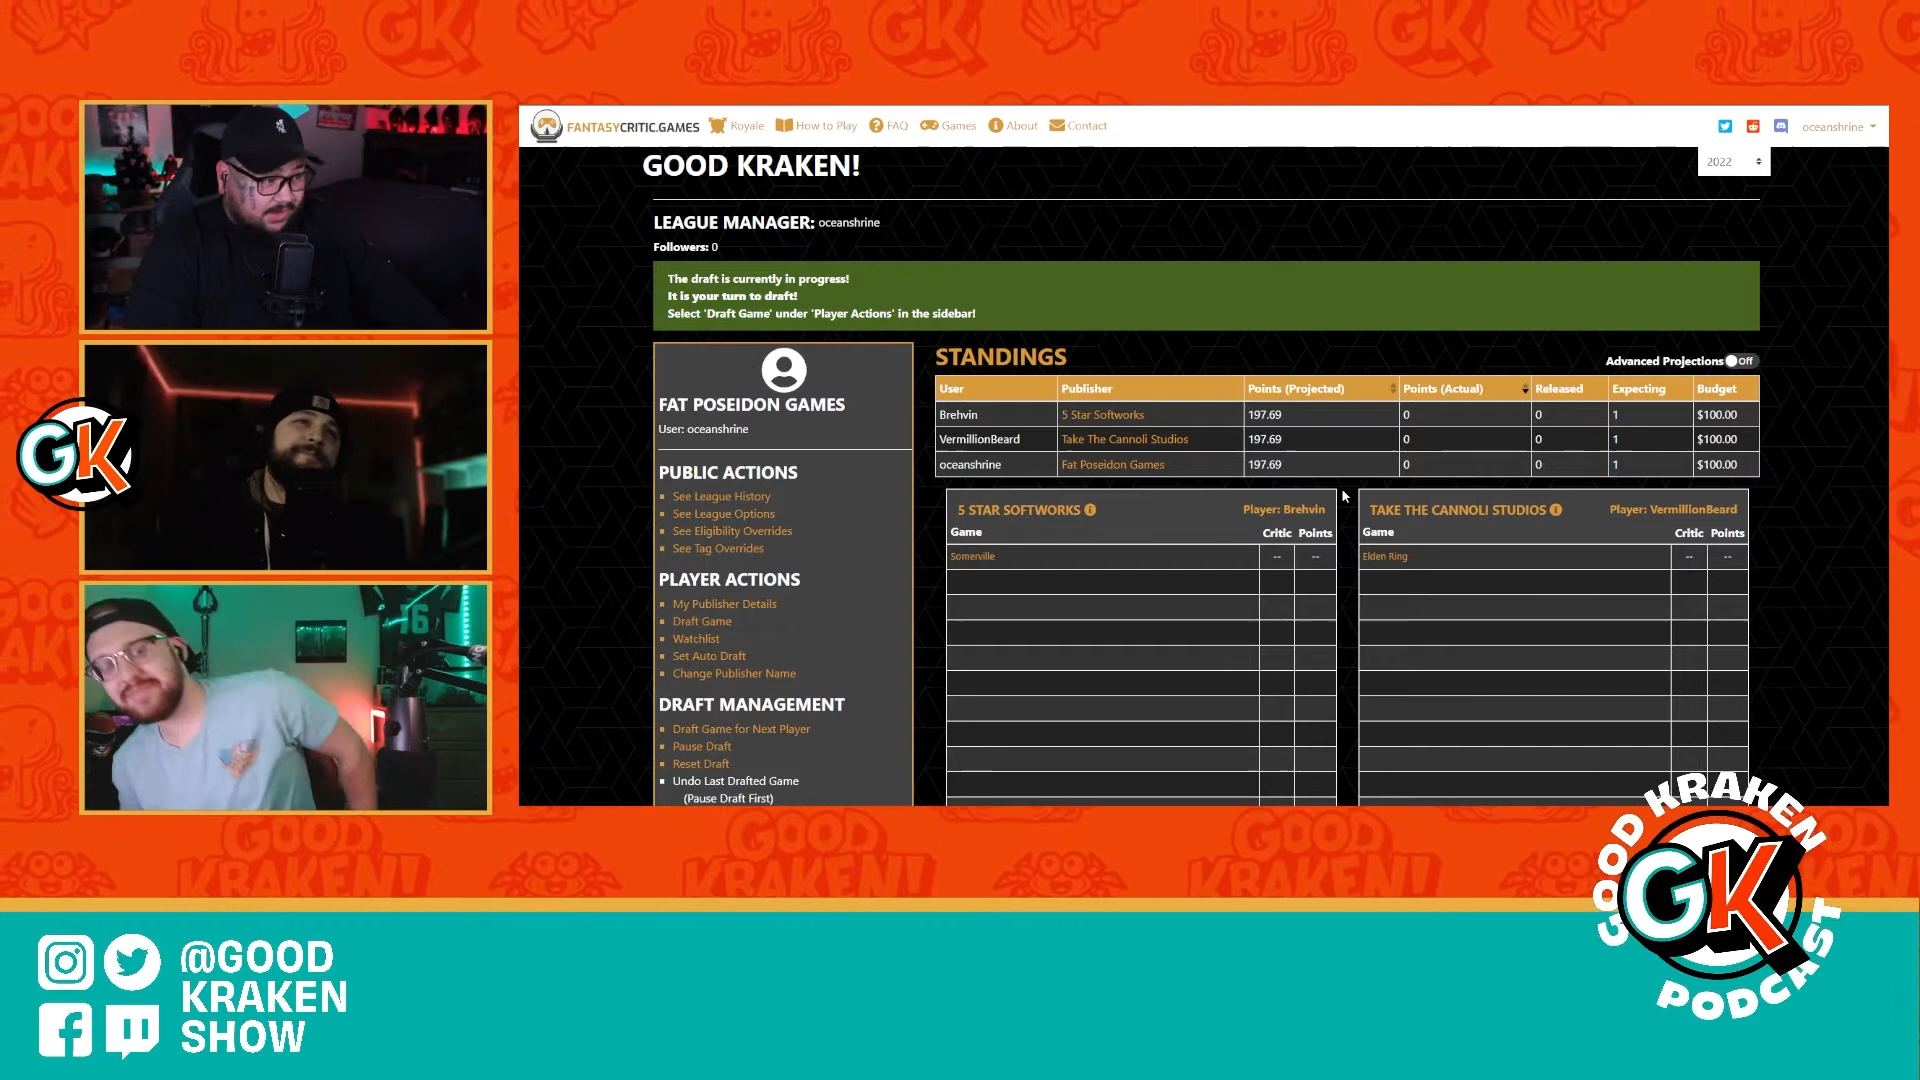 FANTASYCRITIC.GAMES Royale How to Play FAQ Games About Contact oceanshrine
GOOD KRAKEN!
2022
LEAGUE MANAGER: oceanshrine
Followers: 0
The draft is currently in progress!
It is your turn to draft!
Select 'Draft Game' under 'Player Actions' in the sidebar!
FAT POSEIDON GAMES
User: oceanshrine
PUBLIC ACTIONS
See League History
See League Options
See Eligibility Overrides
See Tag Overrides
PLAYER ACTIONS
My Publisher Details
Draft Game
Watchlist
Set Auto Draft
Change Publisher Name
DRAFT MANAGEMENT
Draft Game for Next Player
Pause Draft
Reset Draft
Undo Last Drafted Game
(Pause Draft First)
STANDINGS
Advanced Projections Off
User Publisher Points (Projected) Points (Actual) Released Expecting Budget
Brehvin 5 Star Softworks 197.69 0 0 1 $100.00
VermillionBeard Take The Cannoli Studios 197.69 0 0 1 $100.00
oceanshrine Fat Poseidon Games 197.69 0 0 1 $100.00
5 STAR SOFTWORKS Player: Brehvin
Game Critic Points
Somerville -- --
TAKE THE CANNOLI STUDIOS Player: VermillionBeard
Game Critic Points
Elden Ring -- --
GK
16
GOOD KRAKEN!
GOOD KRAKEN!
GOOD KRAKEN!
GOOD KRAKEN
GK
PODCAST
@GOOD
KRAKEN
SHOW